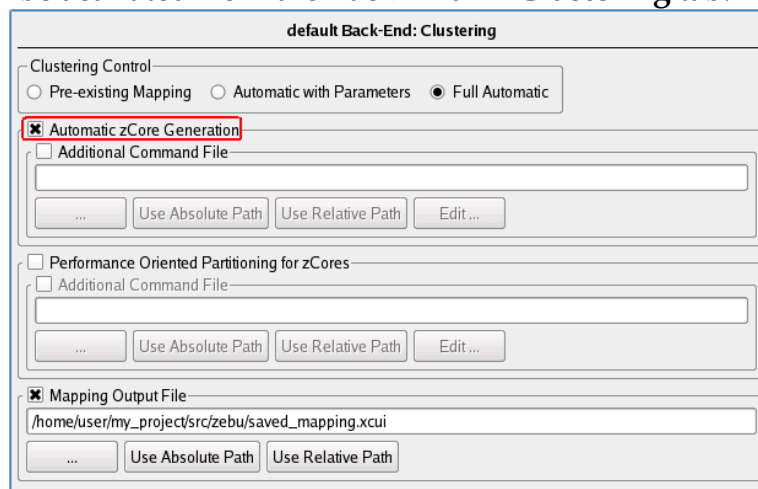 default Back-End: Clustering
Clustering Control
Pre-existing Mapping Automatic with Parameters Full Automatic
Automatic zCore Generation
Additional Command File
... Use Absolute Path Use Relative Path Edit ...
Performance Oriented Partitioning for zCores
Additional Command File
... Use Absolute Path Use Relative Path Edit ...
Mapping Output File
/home/user/my_project/src/zebu/saved_mapping.xcui
... Use Absolute Path Use Relative Path